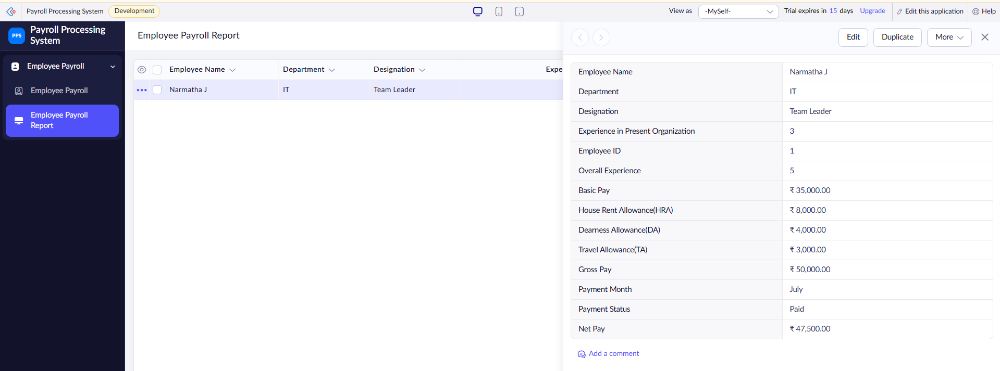 Payroll Processing System Development View as -MySelf- Trial expires in 15 days Upgrade Edit this application Help
PPS Payroll Processing
System
Employee Payroll
Employee Payroll
Employee Payroll
Report
Employee Payroll Report
Employee Name Department Designation Expe
Narmatha J IT Team Leader
Edit Duplicate More
Employee Name Narmatha J
Department IT
Designation Team Leader
Experience in Present Organization 3
Employee ID 1
Overall Experience 5
Basic Pay ₹ 35,000.00
House Rent Allowance(HRA) ₹ 8,000.00
Dearness Allowance(DA) ₹ 4,000.00
Travel Allowance(TA) ₹ 3,000.00
Gross Pay ₹ 50,000.00
Payment Month July
Payment Status Paid
Net Pay ₹ 47,500.00
Add a comment